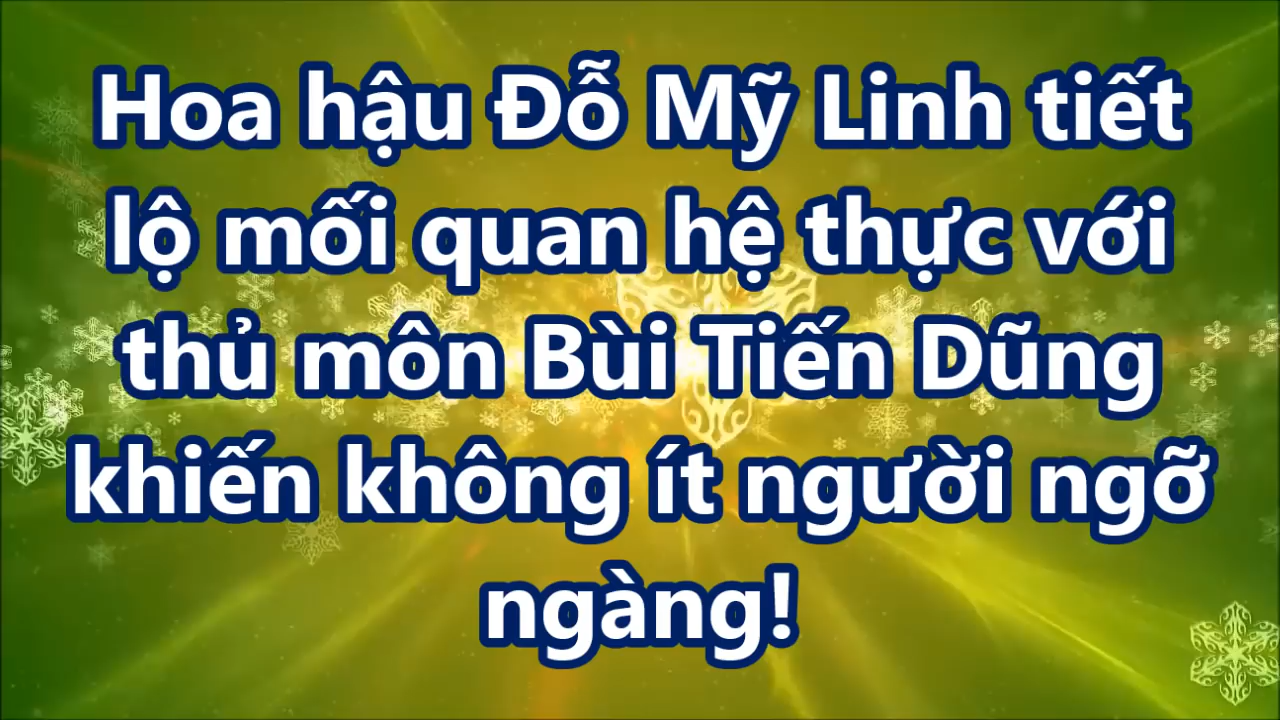 Hoa hậu Đỗ Mỹ Linh tiết
lộ mối quan hệ thực với
thủ môn Bùi Tiến Dũng
khiến không ít người ngỡ
ngàng!